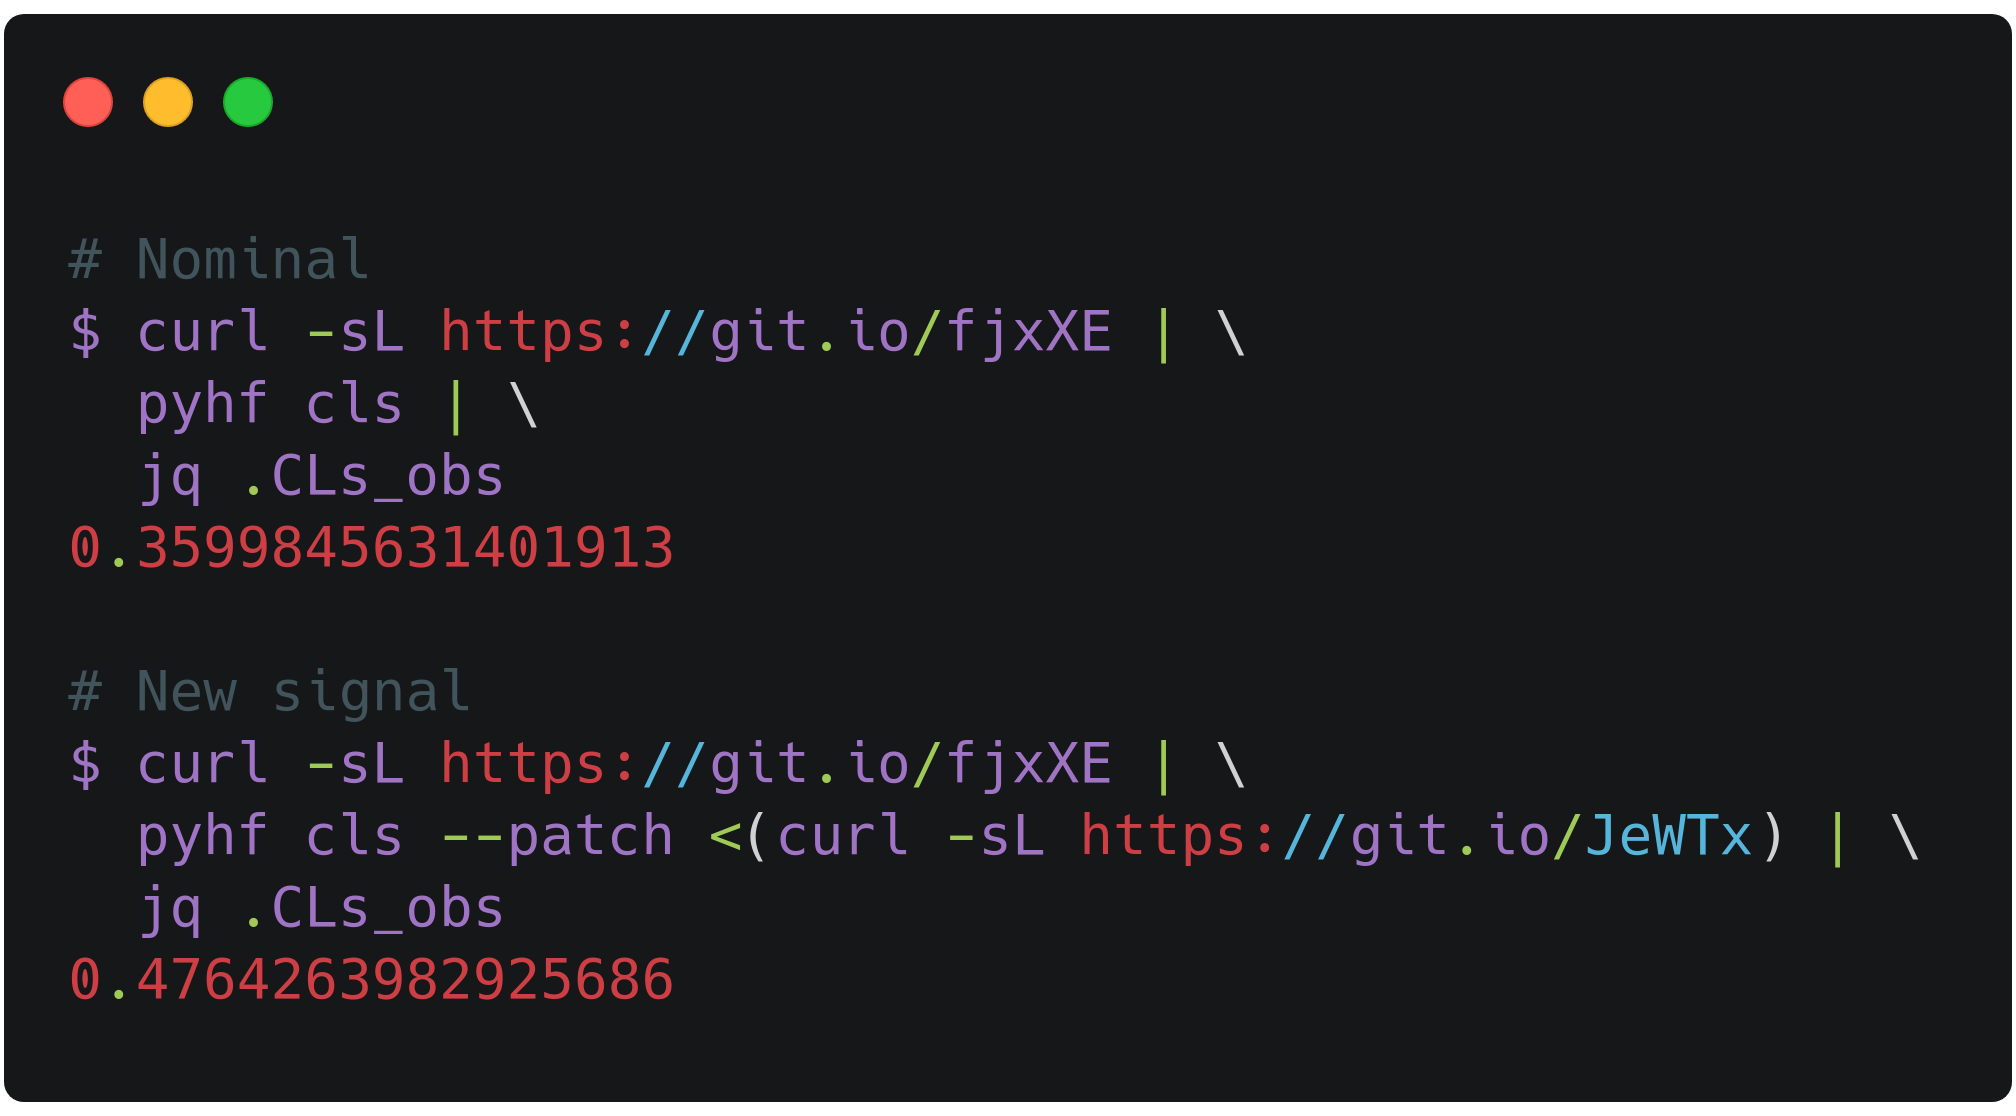 # Nominal
$ curl -sL https://git.io/fjxXE | \
  pyhf cls | \
  jq .CLs_obs
0.3599845631401913

# New signal
$ curl -sL https://git.io/fjxXE | \
  pyhf cls --patch <(curl -sL https://git.io/JeWTx) | \
  jq .CLs_obs
0.4764263982925686